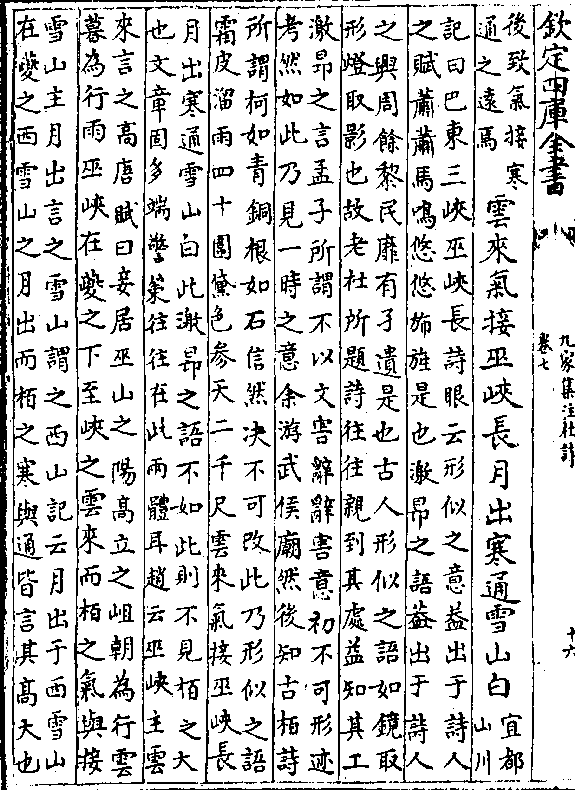 欽定四庫全書
後致氣接
通之遠馬
寒
雲來氣接巫峽長月出寒通雪山白
宜都
山川
記曰巴東三峽巫峽長詩眼云形似之意益出于詩人
之賦蕭蕭馬鳴悠悠斾旌是也激昂之語葢出于詩人
之興周餘黎民靡有孑遺是也古人形似之語如鏡取
形燈取影也故老杜所題詩往往親到其處益知其工
激昂之言孟子所謂不以文害辭辭害意初不可形迹
考然如此乃見一時之意余游武侯廟然後知古栢詩
所謂柯如青銅根如石信然决不可改此乃形似之語
霜皮溜雨四十圍黛色参天二千尺雲來氣接巫峽長
月出寒通雪山白此激昂之語不如此則不見栢之大
也文章固多端警策往往在此兩體耳趙云巫峽主雲
來言之高唐賦曰妾居巫山之陽高立之岨朝為行雲
暮為行雨巫峽在夔之下至峽之雲來而栢之氣與接
雪山主月出言之雪山謂之西山記云月出于西雪山
在夔之西雪山之月出而栢之寒與通皆言其髙大也
九家集注杜詩
卷七
十六